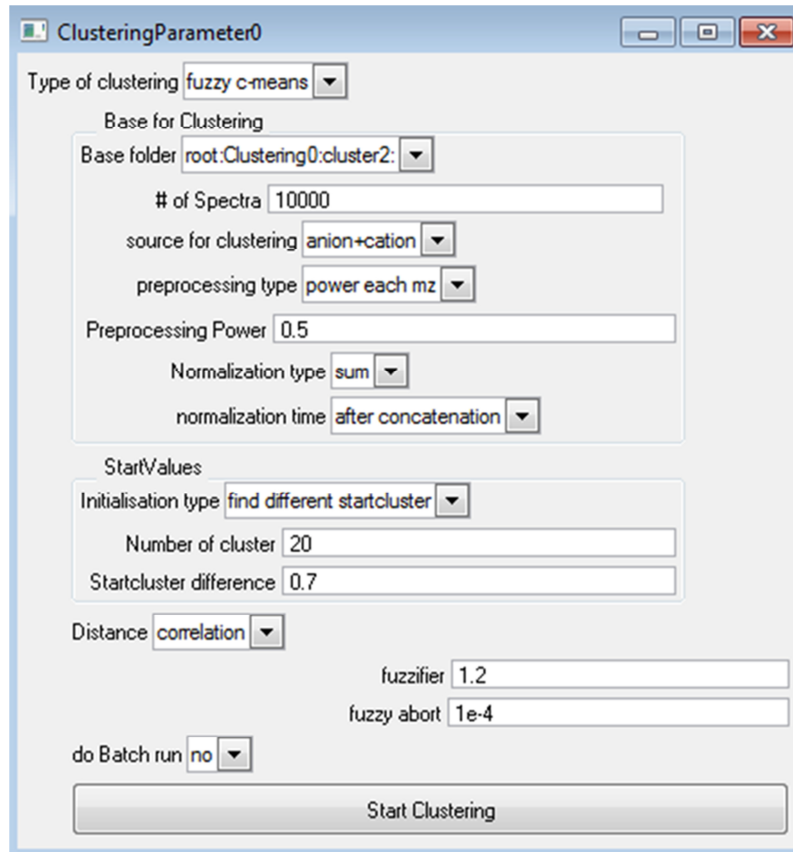 ClusteringParameter0
Type of clustering fuzzy c-means
Base for Clustering
Base folder root:Clustering0:cluster2:
# of Spectra 10000
source for clustering anion+cation
preprocessing type power each mz
Preprocessing Power 0.5
Normalization type sum
normalization time after concatenation
StartValues
Initialisation type find different startcluster
Number of cluster 20
Startcluster difference 0.7
Distance correlation
fuzzifier 1.2
fuzzy abort 1e-4
do Batch run no
Start Clustering